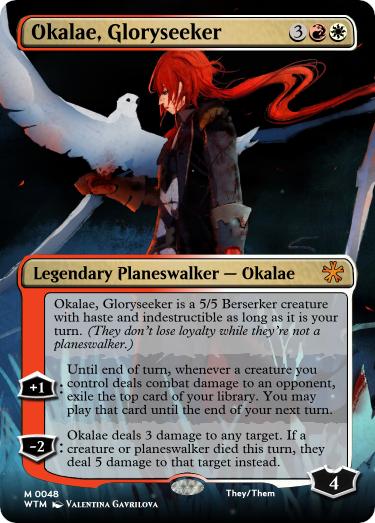 Okalae, Gloryseeker 3
Legendary Planeswalker — Okalae
Okalae, Gloryseeker is a 5/5 Berserker creature
with haste and indestructible as long as it is your
turn. (They don't lose loyalty while they're not a
planeswalker.)
+1: Until end of turn, whenever a creature you
control deals combat damage to an opponent,
exile the top card of your library. You may
play that card until the end of your next turn.
-2: Okalae deals 3 damage to any target. If a
creature or planeswalker died this turn, they
deal 5 damage to that target instead.
4
M 0048
They/Them
WTM Valentina Gavrilova